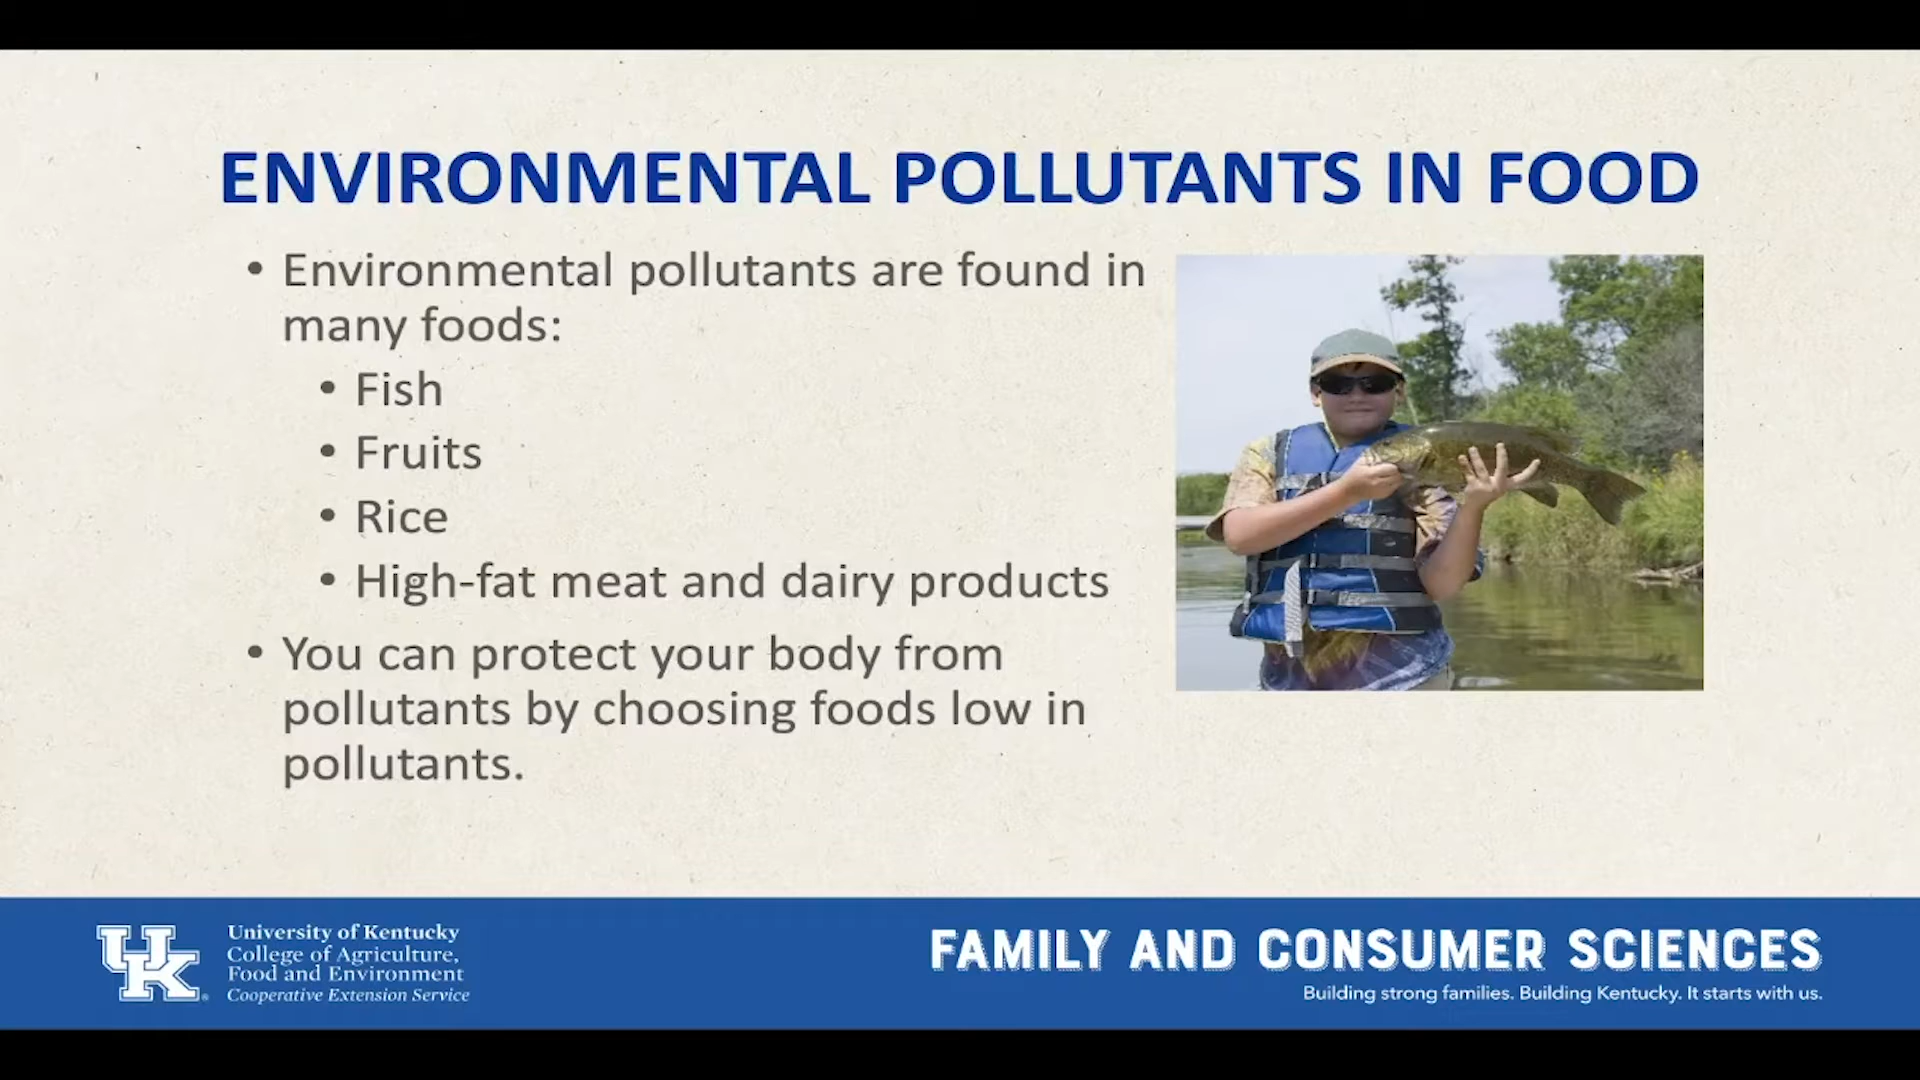 ENVIRONMENTAL POLLUTANTS IN FOOD
• Environmental pollutants are found in
many foods:
• Fish
• Fruits
• Rice
• High-fat meat and dairy products
• You can protect your body from
pollutants by choosing foods low in
pollutants.
UK
University of Kentucky
College of Agriculture,
Food and Environment
Cooperative Extension Service
FAMILY AND CONSUMER SCIENCES
Building strong families. Building Kentucky. It starts with us.